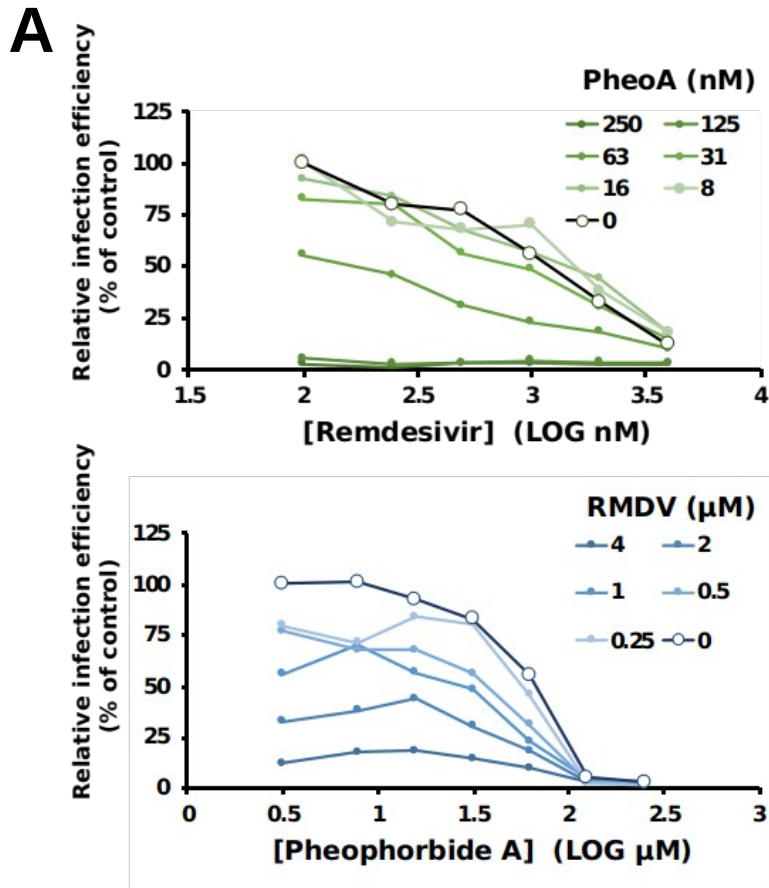 A
Relative infection efficiency
(% of control)
PheoA (nM)
250 125
63 31
16 8
0
125
100
75
50
25
0
1.5 2 2.5 3 3.5 4
[Remdesivir] (LOG nM)
Relative infection efficiency
(% of control)
RMDV (µM)
4 2
1 0.5
0.25 0
125
100
75
50
25
0
0 0.5 1 1.5 2 2.5 3
[Pheophorbide A] (LOG µM)